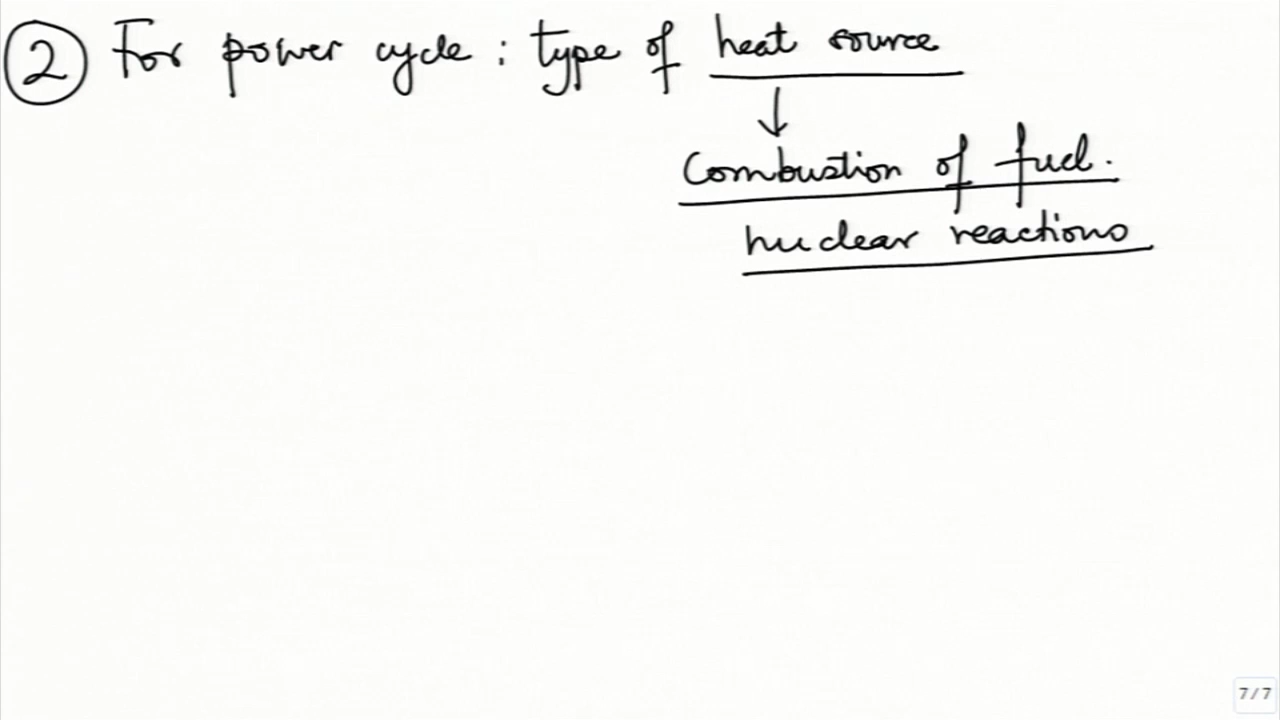 2 For power cycle : type of heat source
↓
Combustion of fuel.
nuclear reactions
7/7